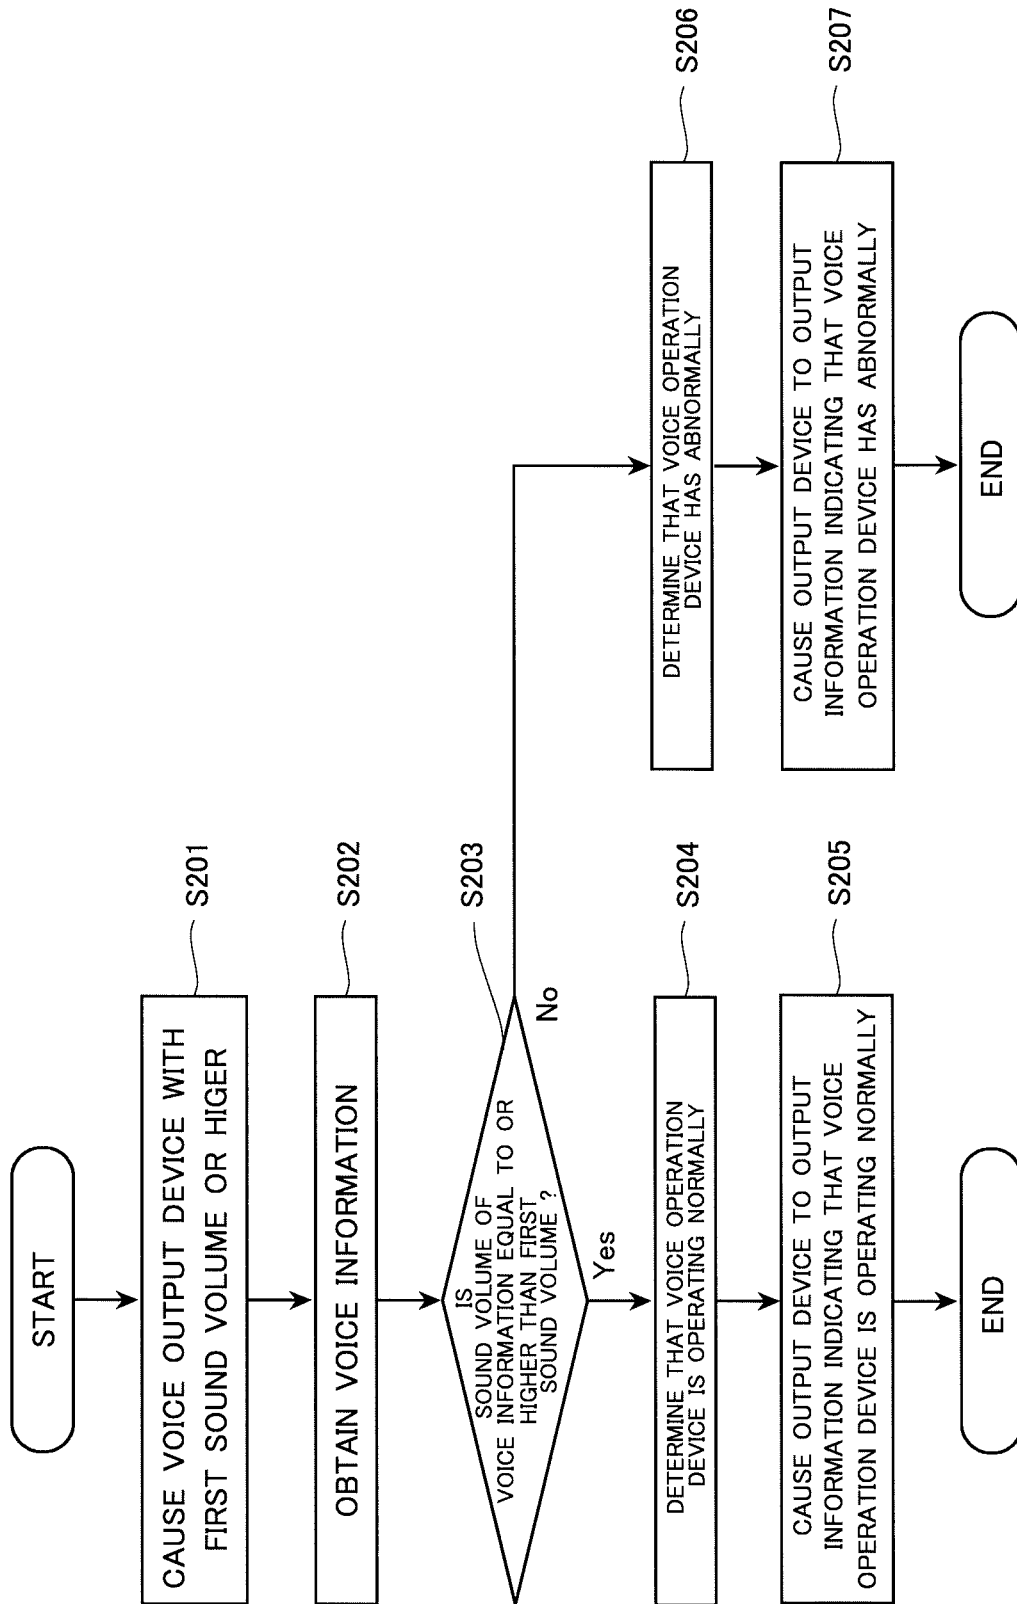 START
CAUSE VOICE OUTPUT DEVICE WITH
FIRST SOUND VOLUME OR HIGER
S201
OBTAIN VOICE INFORMATION
S202
IS
SOUND VOLUME OF
VOICE INFORMATION EQUAL TO OR
HIGHER THAN FIRST
SOUND VOLUME ?
S203
No
Yes
DETERMINE THAT VOICE OPERATION
DEVICE IS OPERATING NORMALLY
S204
CAUSE OUTPUT DEVICE TO OUTPUT
INFORMATION INDICATING THAT VOICE
OPERATION DEVICE IS OPERATING NORMALLY
S205
END
DETERMINE THAT VOICE OPERATION
DEVICE HAS ABNORMALLY
S206
CAUSE OUTPUT DEVICE TO OUTPUT
INFORMATION INDICATING THAT VOICE
OPERATION DEVICE HAS ABNORMALLY
S207
END